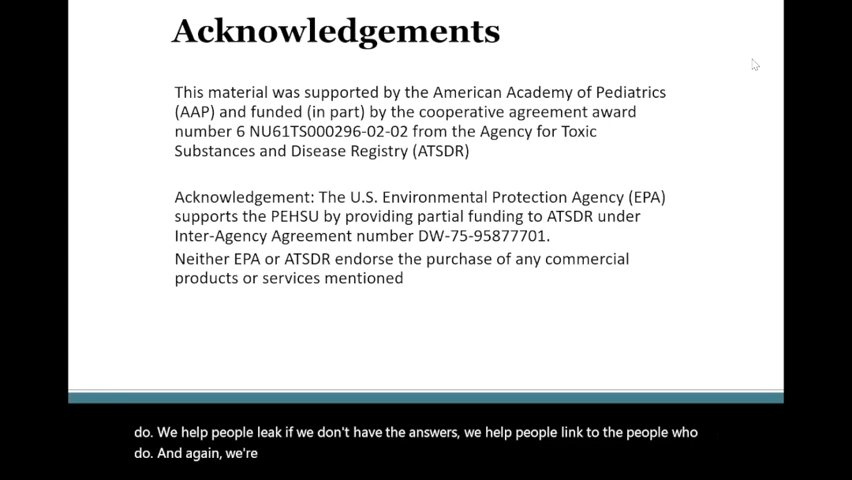 Acknowledgements
This material was supported by the American Academy of Pediatrics
(AAP) and funded (in part) by the cooperative agreement award
number 6 NU61TS000296-02-02 from the Agency for Toxic
Substances and Disease Registry (ATSDR)
Acknowledgement: The U.S. Environmental Protection Agency (EPA)
supports the PEHSU by providing partial funding to ATSDR under
Inter-Agency Agreement number DW-75-95877701.
Neither EPA or ATSDR endorse the purchase of any commercial
products or services mentioned
do. We help people leak if we don't have the answers, we help people link to the people who
do. And again, we're